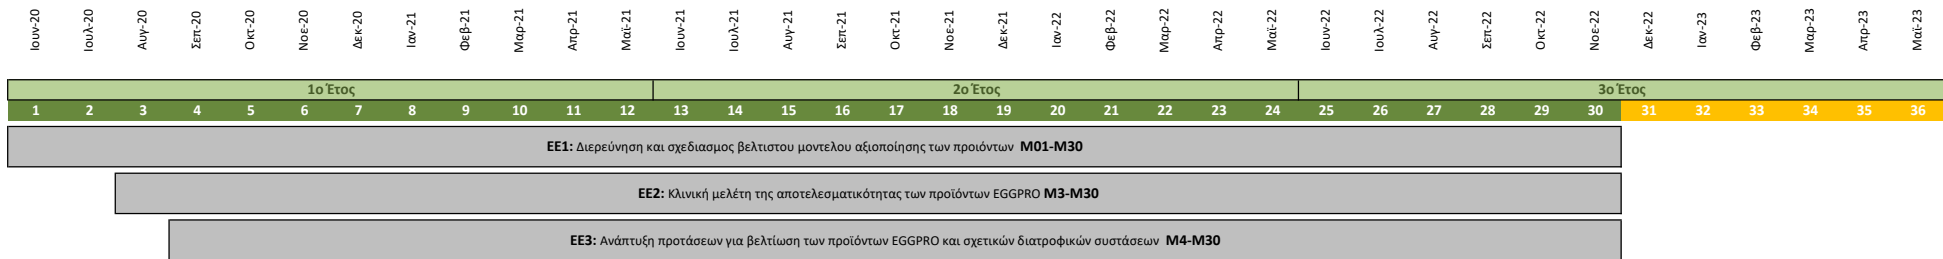 Ιουν-20 Ιουλ-20 Αυγ-20 Σεπ-20 Οκτ-20 Νοε-20 Δεκ-20 Ιαν-21 Φεβ-21 Μαρ-21 Απρ-21 Μαϊ-21 Ιουν-21 Ιουλ-21 Αυγ-21 Σεπ-21 Οκτ-21 Νοε-21 Δεκ-21 Ιαν-22 Φεβ-22 Μαρ-22 Απρ-22 Μαϊ-22 Ιουν-22 Ιουλ-22 Αυγ-22 Σεπ-22 Οκτ-22 Νοε-22 Δεκ-22 Ιαν-23 Φεβ-23 Μαρ-23 Απρ-23 Μαϊ-23
1ο Έτος 2ο Έτος 3ο Έτος
1 2 3 4 5 6 7 8 9 10 11 12 13 14 15 16 17 18 19 20 21 22 23 24 25 26 27 28 29 30 31 32 33 34 35 36
ΕΕ1: Διερεύνηση και σχεδιασμος βελτιστου μοντελου αξιοποίησης των προιόντων M01-M30
ΕΕ2: Κλινική μελέτη της αποτελεσματικότητας των προϊόντων EGGPRO M3-M30
ΕΕ3: Ανάπτυξη προτάσεων για βελτίωση των προϊόντων EGGPRO και σχετικών διατροφικών συστάσεων M4-M30